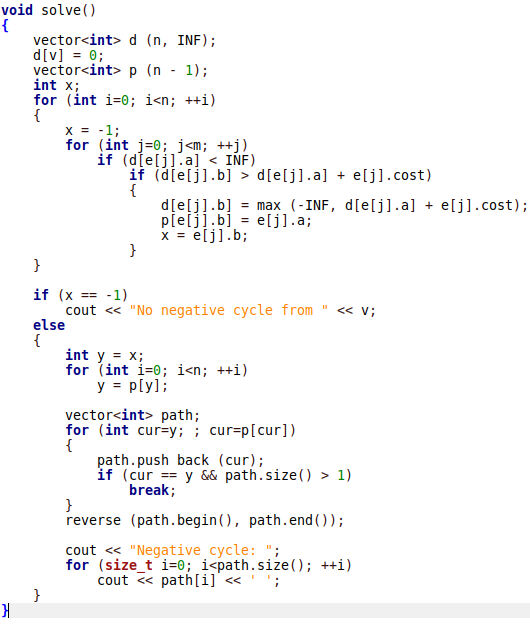 void solve()
{
    vector<int> d (n, INF);
    d[v] = 0;
    vector<int> p (n - 1);
    int x;
    for (int i=0; i<n; ++i)
    {
        x = -1;
        for (int j=0; j<m; ++j)
            if (d[e[j].a] < INF)
                if (d[e[j].b] > d[e[j].a] + e[j].cost)
                {
                    d[e[j].b] = max (-INF, d[e[j].a] + e[j].cost);
                    p[e[j].b] = e[j].a;
                    x = e[j].b;
                }
    }

    if (x == -1)
        cout << "No negative cycle from " << v;
    else
    {
        int y = x;
        for (int i=0; i<n; ++i)
            y = p[y];

        vector<int> path;
        for (int cur=y; ; cur=p[cur])
        {
            path.push back (cur);
            if (cur == y && path.size() > 1)
                break;
        }
        reverse (path.begin(), path.end());

        cout << "Negative cycle: ";
        for (size_t i=0; i<path.size(); ++i)
            cout << path[i] << ' ';
    }
}